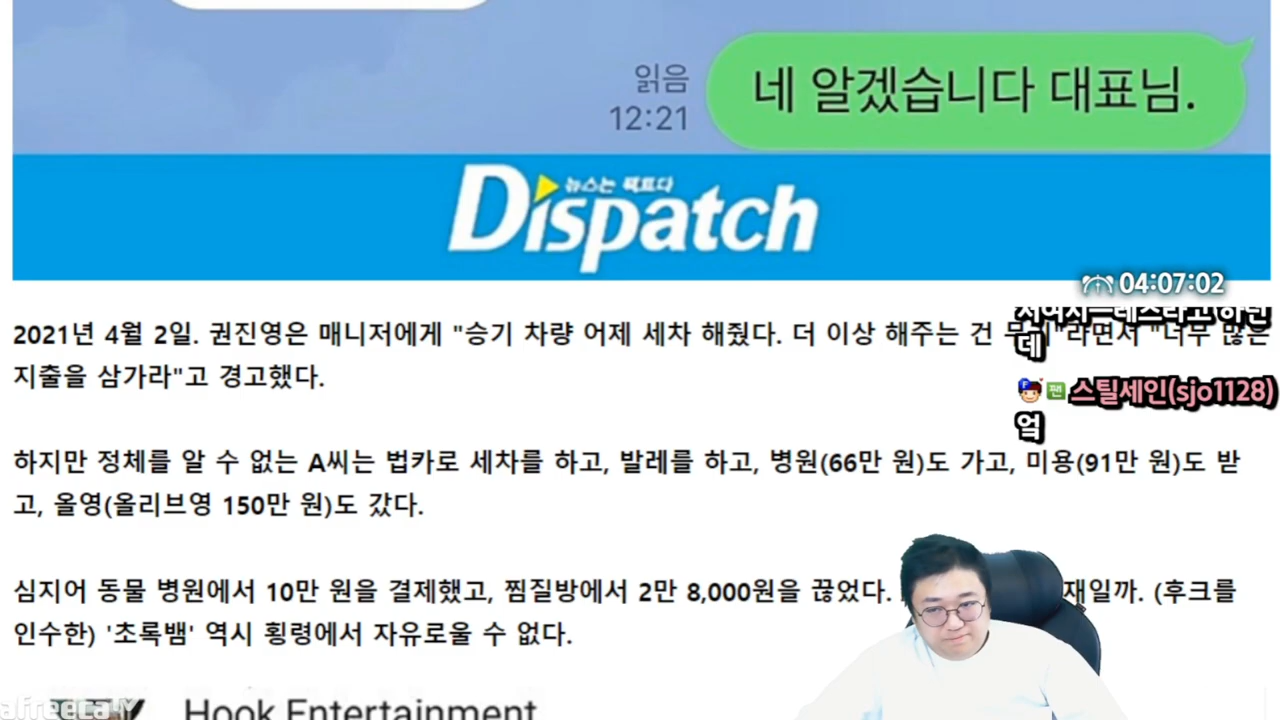 읽음
12:21
네 알겠습니다 대표님.
뉴스는 팩트다
Dispatch
04:07:02
2021년 4월 2일. 권진영은 매니저에게 "승기 차량 어제 세차 해줬다. 더 이상 해주는 건 "라면서 "너무 많은
지출을 삼가라"고 경고했다.
데
스틸세인(sjo1128)
엌
하지만 정체를 알 수 없는 A씨는 법카로 세차를 하고, 발레를 하고, 병원(66만 원)도 가고, 미용(91만 원)도 받
고, 올영(올리브영 150만 원)도 갔다.
심지어 동물 병원에서 10만 원을 결제했고, 찜질방에서 2만 8,000원을 끊었다. 재일까. (후크를
인수한) '초록뱀' 역시 횡령에서 자유로울 수 없다.
afreecaTV
Hook Entertainment